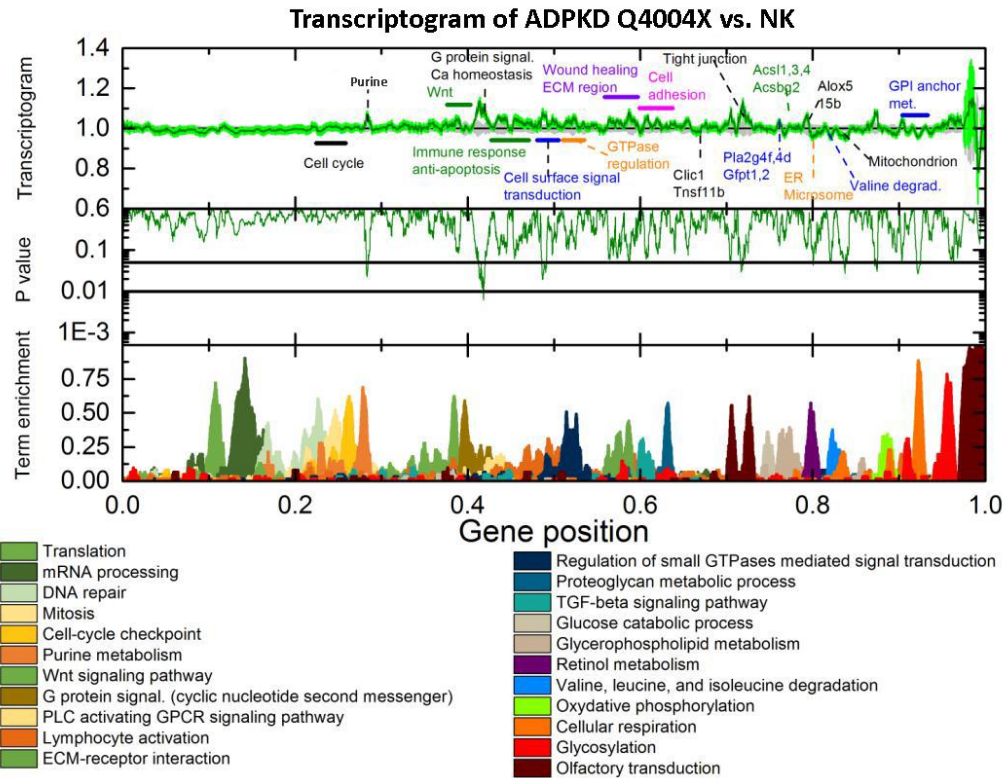 Transcriptogram of ADPKD Q4004X vs. NK
Transcriptogram
1.4
1.2
1.0
0.8
0.6
Purine
G protein signal.
Ca homeostasis
Wnt
Wound healing
ECM region
Cell
adhesion
Tight junction
Acsl1,3,4
Acsbg2
Alox5
15b
GPI anchor
met.
Cell cycle
Immune response
anti-apoptosis
Cell surface signal
transduction
GTPase
regulation
Clic1
Tnsf11b
Pla2g4f,4d
Gfpt1,2
ER
Microsome
Valine degrad.
Mitochondrion
P value
0.1
0.01
1E-3
Term enrichment
0.75
0.50
0.25
0.00
0.0 0.2 0.4 0.6 0.8 1.0
Gene position
Translation
mRNA processing
DNA repair
Mitosis
Cell-cycle checkpoint
Purine metabolism
Wnt signaling pathway
G protein signal. (cyclic nucleotide second messenger)
PLC activating GPCR signaling pathway
Lymphocyte activation
ECM-receptor interaction
Regulation of small GTPases mediated signal transduction
Proteoglycan metabolic process
TGF-beta signaling pathway
Glucose catabolic process
Glycerophospholipid metabolism
Retinol metabolism
Valine, leucine, and isoleucine degradation
Oxydative phosphorylation
Cellular respiration
Glycosylation
Olfactory transduction